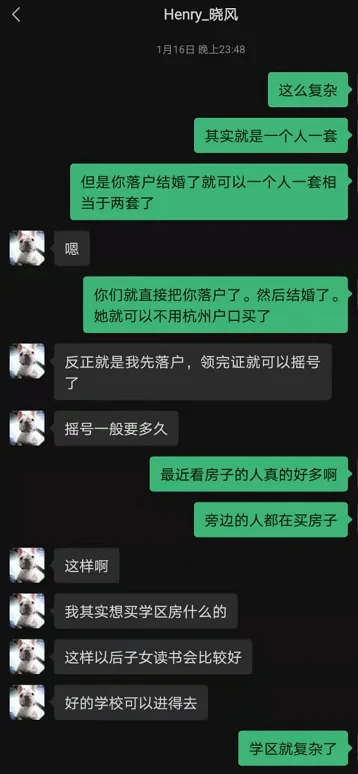 Henry_晓风
1月16日 晚上23:48
这么复杂
其实就是一个人一套
但是你落户结婚了就可以一个人一套相
当于两套了
嗯
你们就直接把你落户了。然后结婚了。
她就可以不用杭州户口买了
反正就是我先落户，领完证就可以摇号
了
摇号一般要多久
最近看房子的人真的好多啊
旁边的人都在买房子
这样啊
我其实想买学区房什么的
这样以后子女读书会比较好
好的学校可以进得去
学区就复杂了